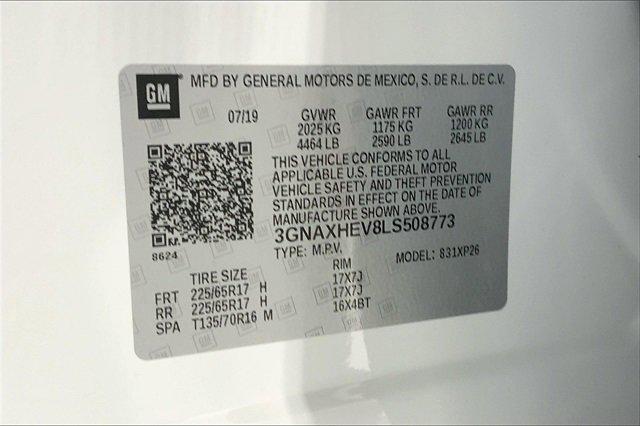 GM MFD BY GENERAL MOTORS DE MEXICO, S. DE R.L. DE C.V.
07/19 GVWR GAWR FRT GAWR RR
2025 KG 1175 KG 1200 KG
4464 LB 2590 LB 2645 LB
THIS VEHICLE CONFORMS TO ALL
APPLICABLE U.S. FEDERAL MOTOR
VEHICLE SAFETY AND THEFT PREVENTION
STANDARDS IN EFFECT ON THE DATE OF
MANUFACTURE SHOWN ABOVE.
3GNAXHEV8LS508773
8624 TYPE: M.P.V. MODEL: 831XP26
TIRE SIZE RIM
FRT 225/65R17 H 17X7J
RR 225/65R17 H 17X7J
SPA T135/70R16 M 16X4BT